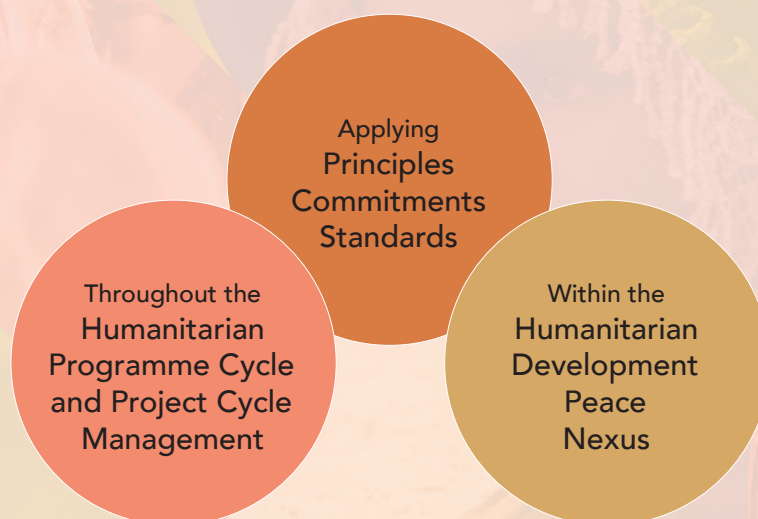 Applying
Principles
Commitments
Standards
Throughout the
Humanitarian
Programme Cycle
and Project Cycle
Management
Within the
Humanitarian
Development
Peace
Nexus